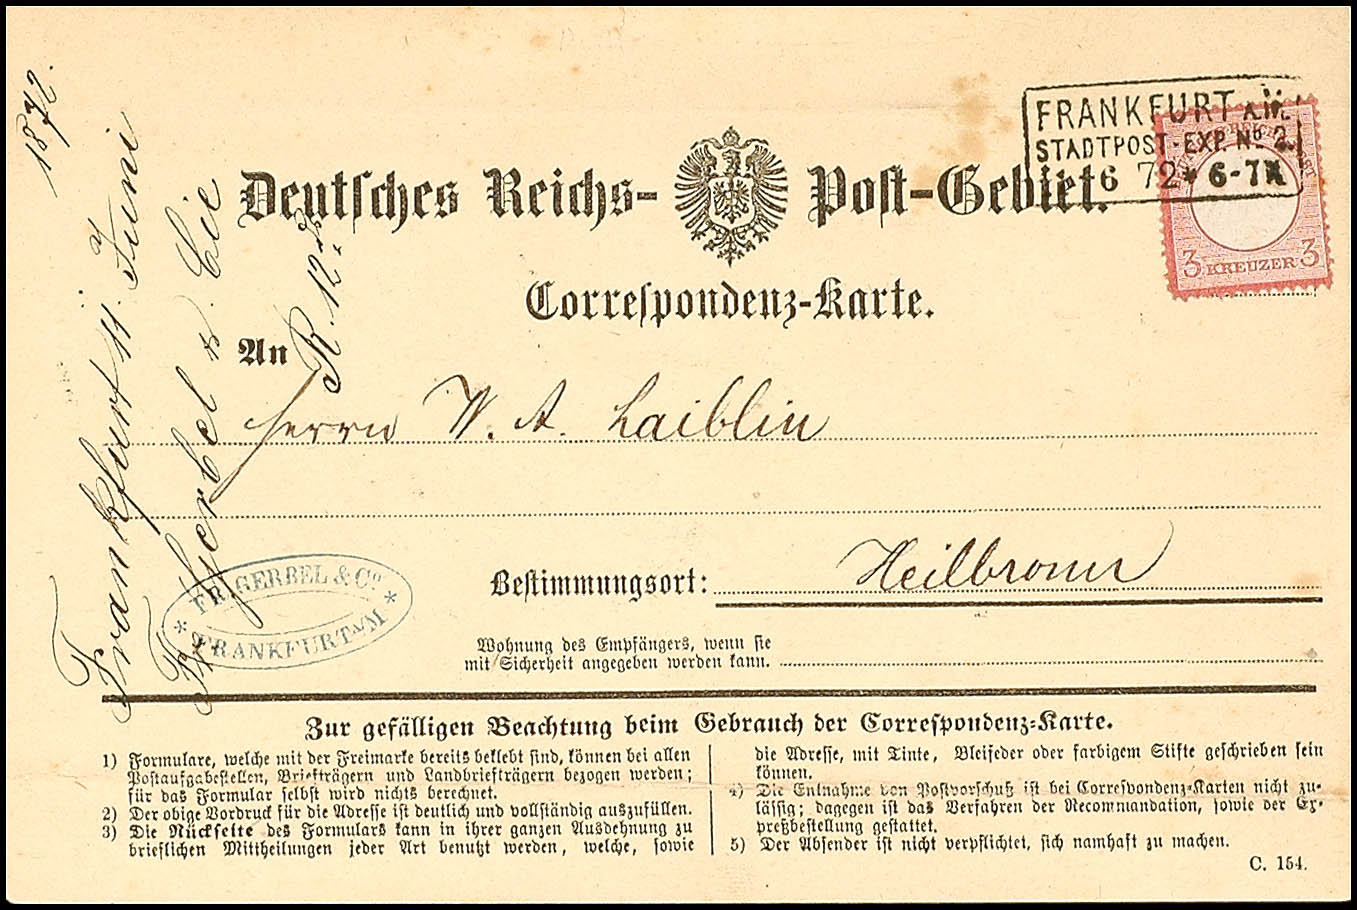 FRANKFURT A.M.
STADTPOST-EXP. No 2.
6 72 * 6-7N
3 KREUZER 3
Deutsches Reichs- Post-Gebiet.
Correspondenz-Karte.
An
Herrn W. A. Laiblin
Bestimmungsort: Heilbronn
Wohnung des Empfängers, wenn sie
mit Sicherheit angegeben werden kann.
1872.
Frankfurt 11. Juni
Fr. Gerbel & Cie
R. 12
FR. GERBEL & Co
* FRANKFURT a/M *
Zur gefälligen Beachtung beim Gebrauch der Correspondenz-Karte.
1) Formulare, welche mit der Freimarke bereits beklebt sind, können bei allen
Postaufgabestellen, Briefträgern und Landbriefträgern bezogen werden;
für das Formular selbst wird nichts berechnet.
2) Der obige Vordruck für die Adresse ist deutlich und vollständig auszufüllen.
3) Die Rückseite des Formulars kann in ihrer ganzen Ausdehnung zu
brieflichen Mittheilungen jeder Art benutzt werden, welche, sowie
die Adresse, mit Tinte, Bleifeder oder farbigem Stifte geschrieben sein
können.
4) Die Entnahme von Postvorschuß ist bei Correspondenz-Karten nicht zu-
lässig; dagegen ist das Verfahren der Recommandation, sowie der Ex-
preßbestellung gestattet.
5) Der Absender ist nicht verpflichtet, sich namhaft zu machen.
C. 154.